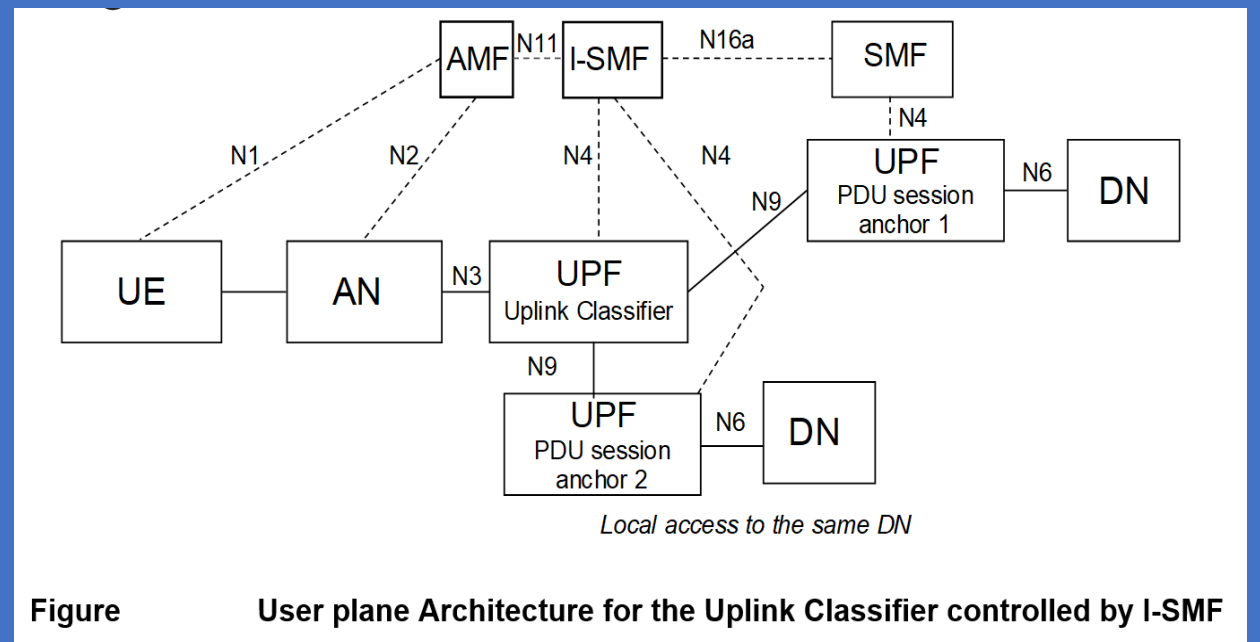 AMF
N11
I-SMF
N16a
SMF
N4
N1
N2
N4
N4
UPF
PDU session
anchor 1
N6
DN
N9
UE
AN
N3
UPF
Uplink Classifier
N9
UPF
PDU session
anchor 2
N6
DN
Local access to the same DN
Figure User plane Architecture for the Uplink Classifier controlled by I-SMF